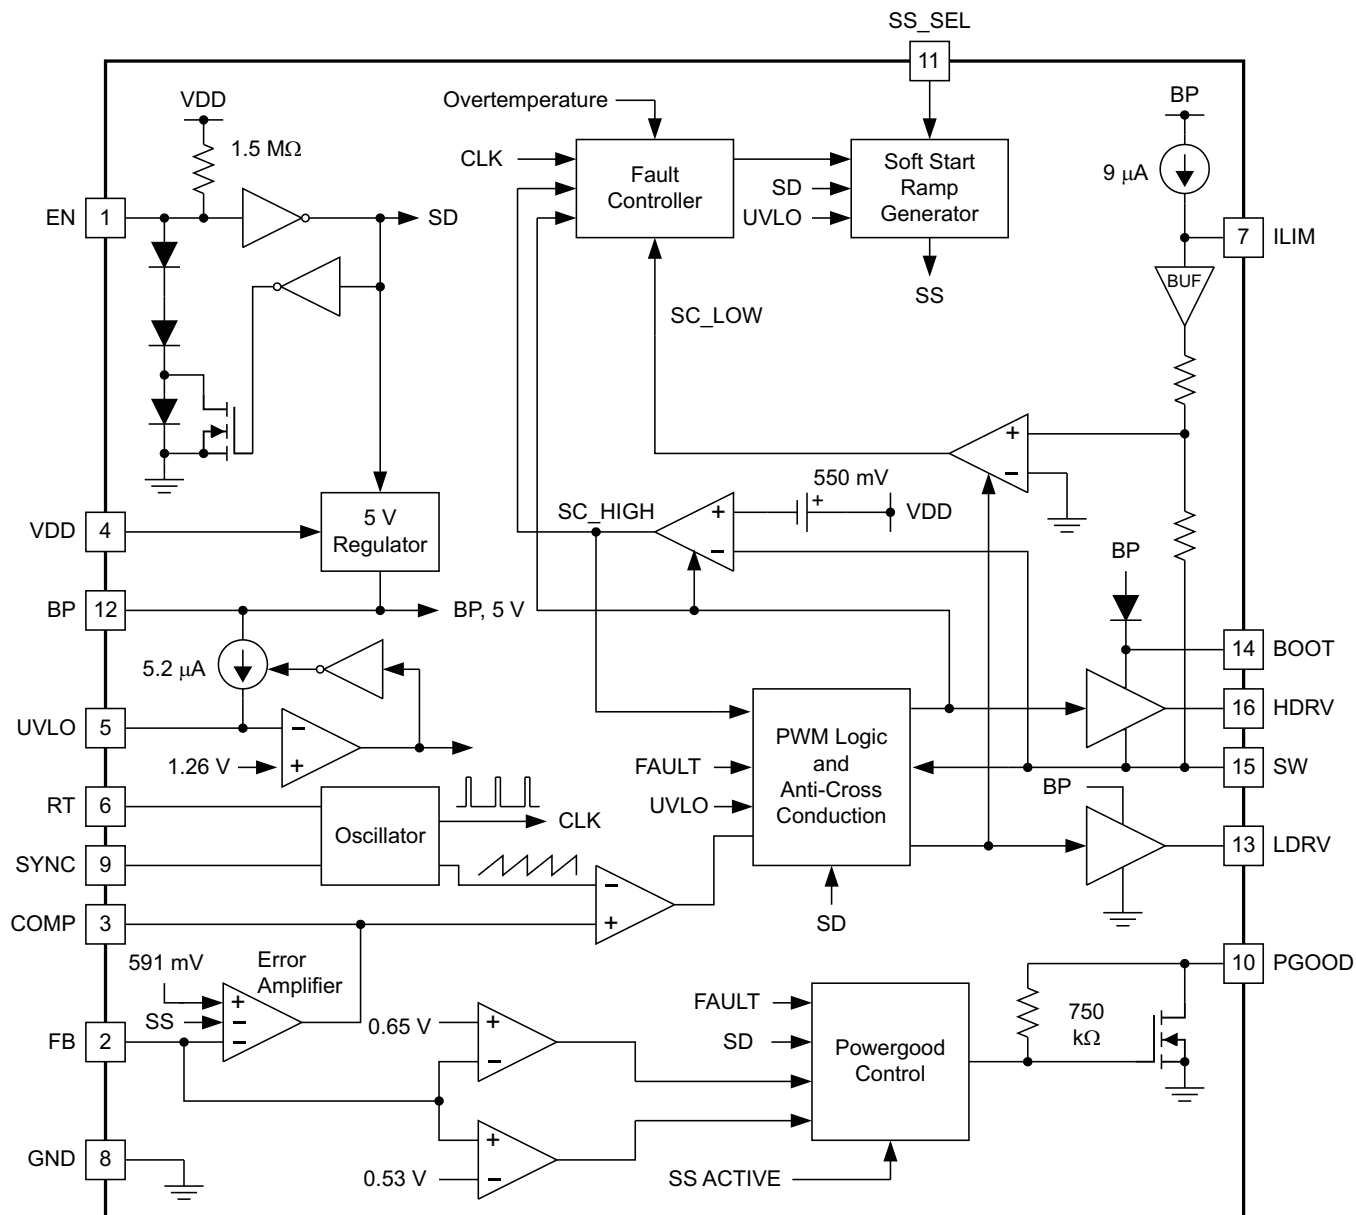 SS_SEL
11
VDD
1.5 MΩ
Overtemperature
BP
CLK
Fault
Controller
SD
UVLO
Soft Start
Ramp
Generator
9 μA
EN
1
SD
7
ILIM
BUF
SS
SC_LOW
+
−
550 mV
+
VDD
VDD
4
5 V
Regulator
SC_HIGH
+
−
BP
BP
12
BP, 5 V
14
BOOT
5.2 μA
UVLO
5
−
+
1.26 V
16
HDRV
PWM Logic
and
Anti-Cross
Conduction
FAULT
UVLO
SD
15
SW
BP
RT
6
Oscillator
CLK
13
LDRV
SYNC
9
−
+
COMP
3
591 mV
Error
Amplifier
+
−
−
SS
FB
2
10
PGOOD
0.65 V
+
−
FAULT
SD
Powergood
Control
750
kΩ
GND
8
+
−
0.53 V
SS ACTIVE